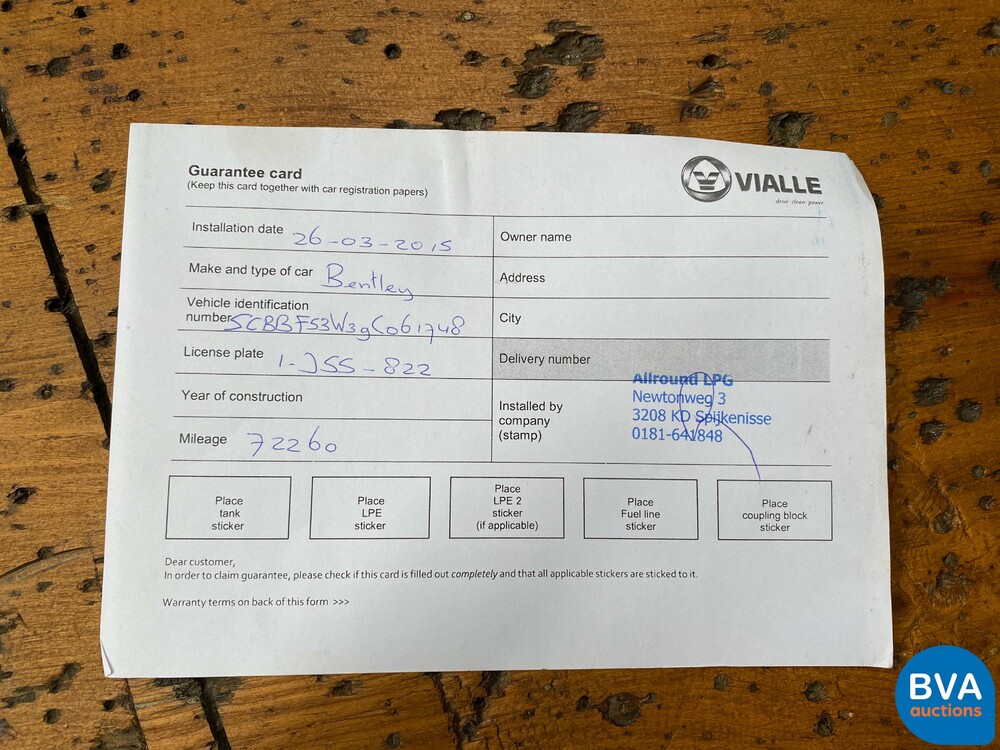 Guarantee card
(Keep this card together with car registration papers)
VIALLE
drive clean power
Installation date 26-03-2015
Make and type of car Bentley
Vehicle identification
number SCBBF53W3gC061748
License plate 1-JSS-822
Year of construction
Mileage 72260
Owner name
Address
City
Delivery number
Installed by
company
(stamp)
Allround LPG
Newtonweg 3
3208 KD Spijkenisse
0181-641848
Place
tank
sticker
Place
LPE
sticker
Place
LPE 2
sticker
(if applicable)
Place
Fuel line
sticker
Place
coupling block
sticker
Dear customer,
In order to claim guarantee, please check if this card is filled out completely and that all applicable stickers are sticked to it.
Warranty terms on back of this form >>>
BVA
auctions